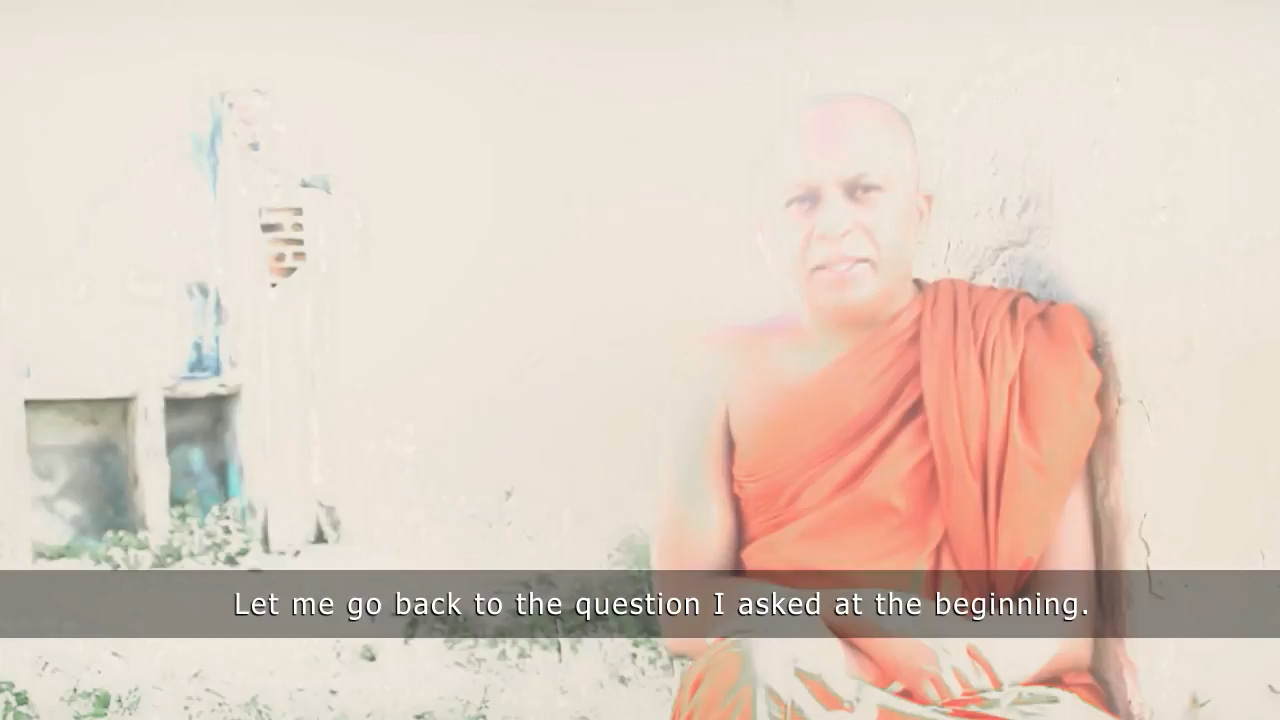 Let me go back to the question I asked at the beginning.